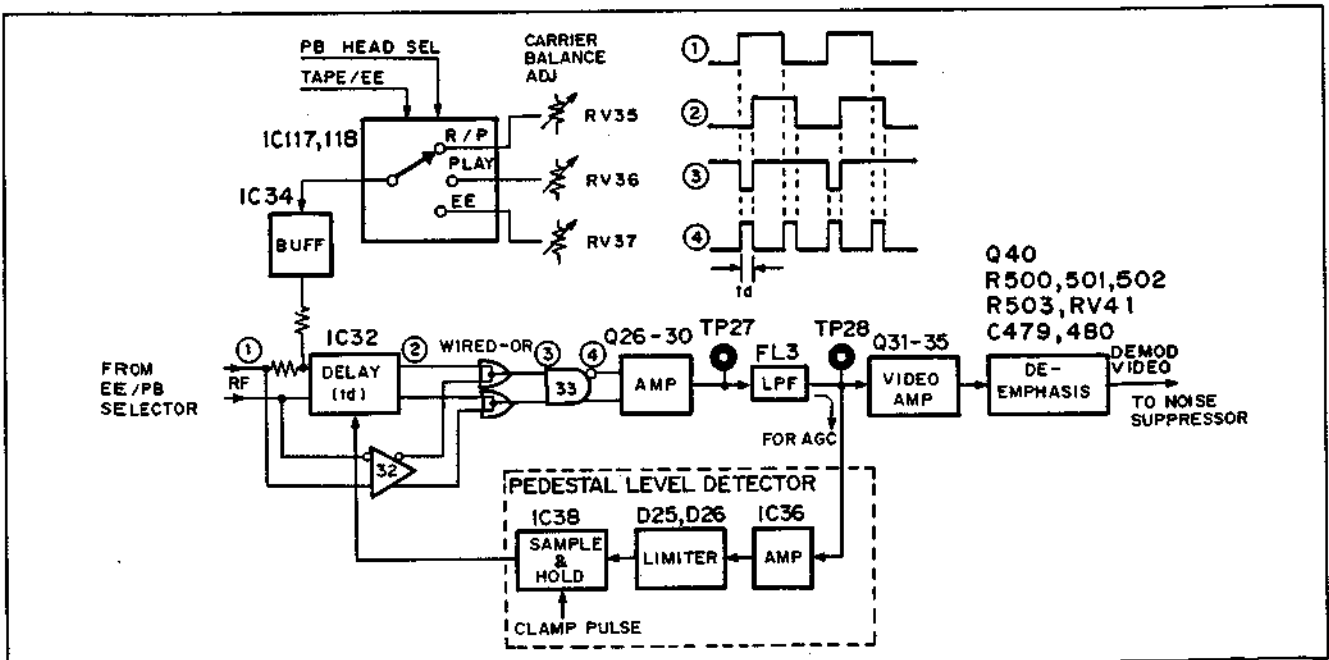 PB HEAD SEL
TAPE/EE
CARRIER
BALANCE
ADJ
IC117,118
R/P
PLAY
EE
RV35
RV36
RV37
IC34
BUFF
①
②
③
④
td
Q40
R500,501,502
R503,RV41
C479,480
FROM
EE/PB
SELECTOR
①
RF
IC32
DELAY
(td)
②
WIRED-OR
③
④
33
32
Q26-30
AMP
TP27
FL3
LPF
TP28
FOR AGC
Q31-35
VIDEO
AMP
DE-
EMPHASIS
DEMOD
VIDEO
TO NOISE
SUPPRESSOR
PEDESTAL LEVEL DETECTOR
IC38
SAMPLE
&
HOLD
D25,D26
LIMITER
IC36
AMP
CLAMP PULSE